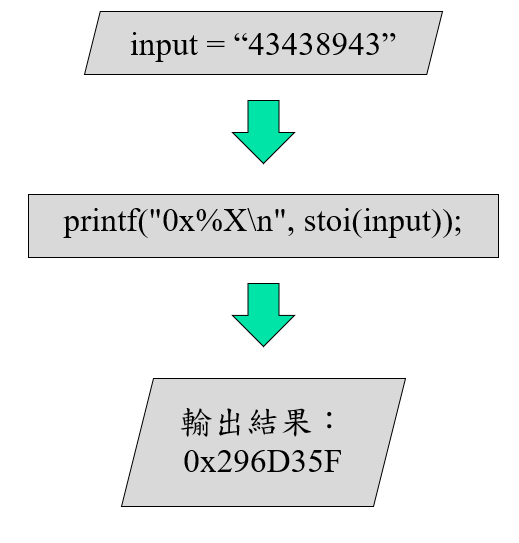 input = “43438943”
printf("0x%X\n", stoi(input));
輸出結果：
0x296D35F